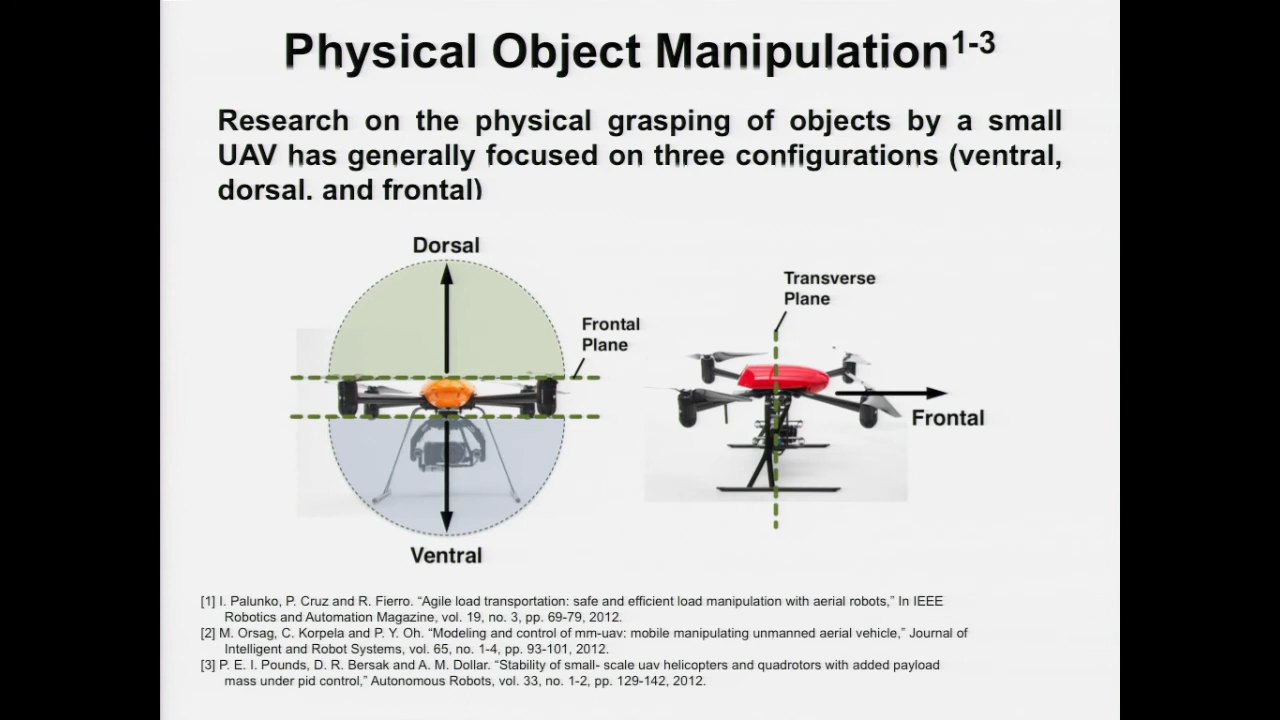 Physical Object Manipulation1-3
Research on the physical grasping of objects by a small
UAV has generally focused on three configurations (ventral,
dorsal. and frontal)
Dorsal
Frontal
Plane
Ventral
Transverse
Plane
Frontal
[1] I. Palunko, P. Cruz and R. Fierro. “Agile load transportation: safe and efficient load manipulation with aerial robots,” In IEEE
Robotics and Automation Magazine, vol. 19, no. 3, pp. 69-79, 2012.
[2] M. Orsag, C. Korpela and P. Y. Oh. “Modeling and control of mm-uav: mobile manipulating unmanned aerial vehicle,” Journal of
Intelligent and Robot Systems, vol. 65, no. 1-4, pp. 93-101, 2012.
[3] P. E. I. Pounds, D. R. Bersak and A. M. Dollar. “Stability of small- scale uav helicopters and quadrotors with added payload
mass under pid control,” Autonomous Robots, vol. 33, no. 1-2, pp. 129-142, 2012.